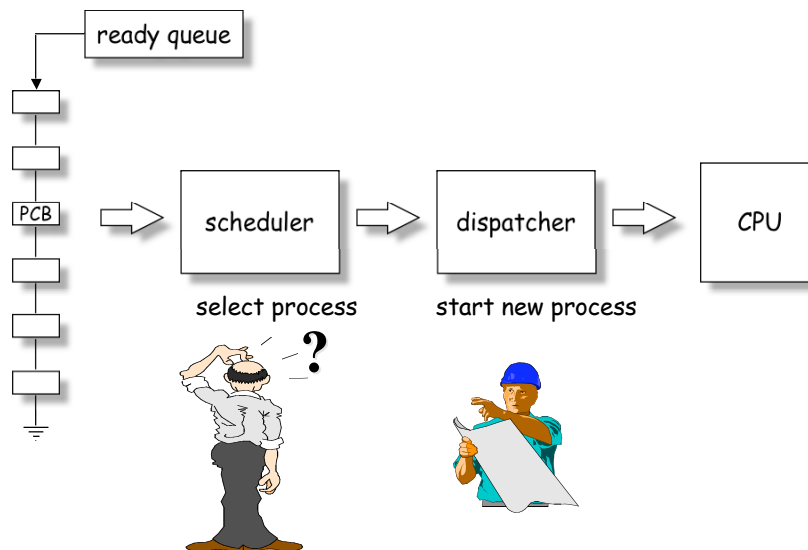 ready queue
PCB
scheduler
dispatcher
CPU
select process
start new process
?